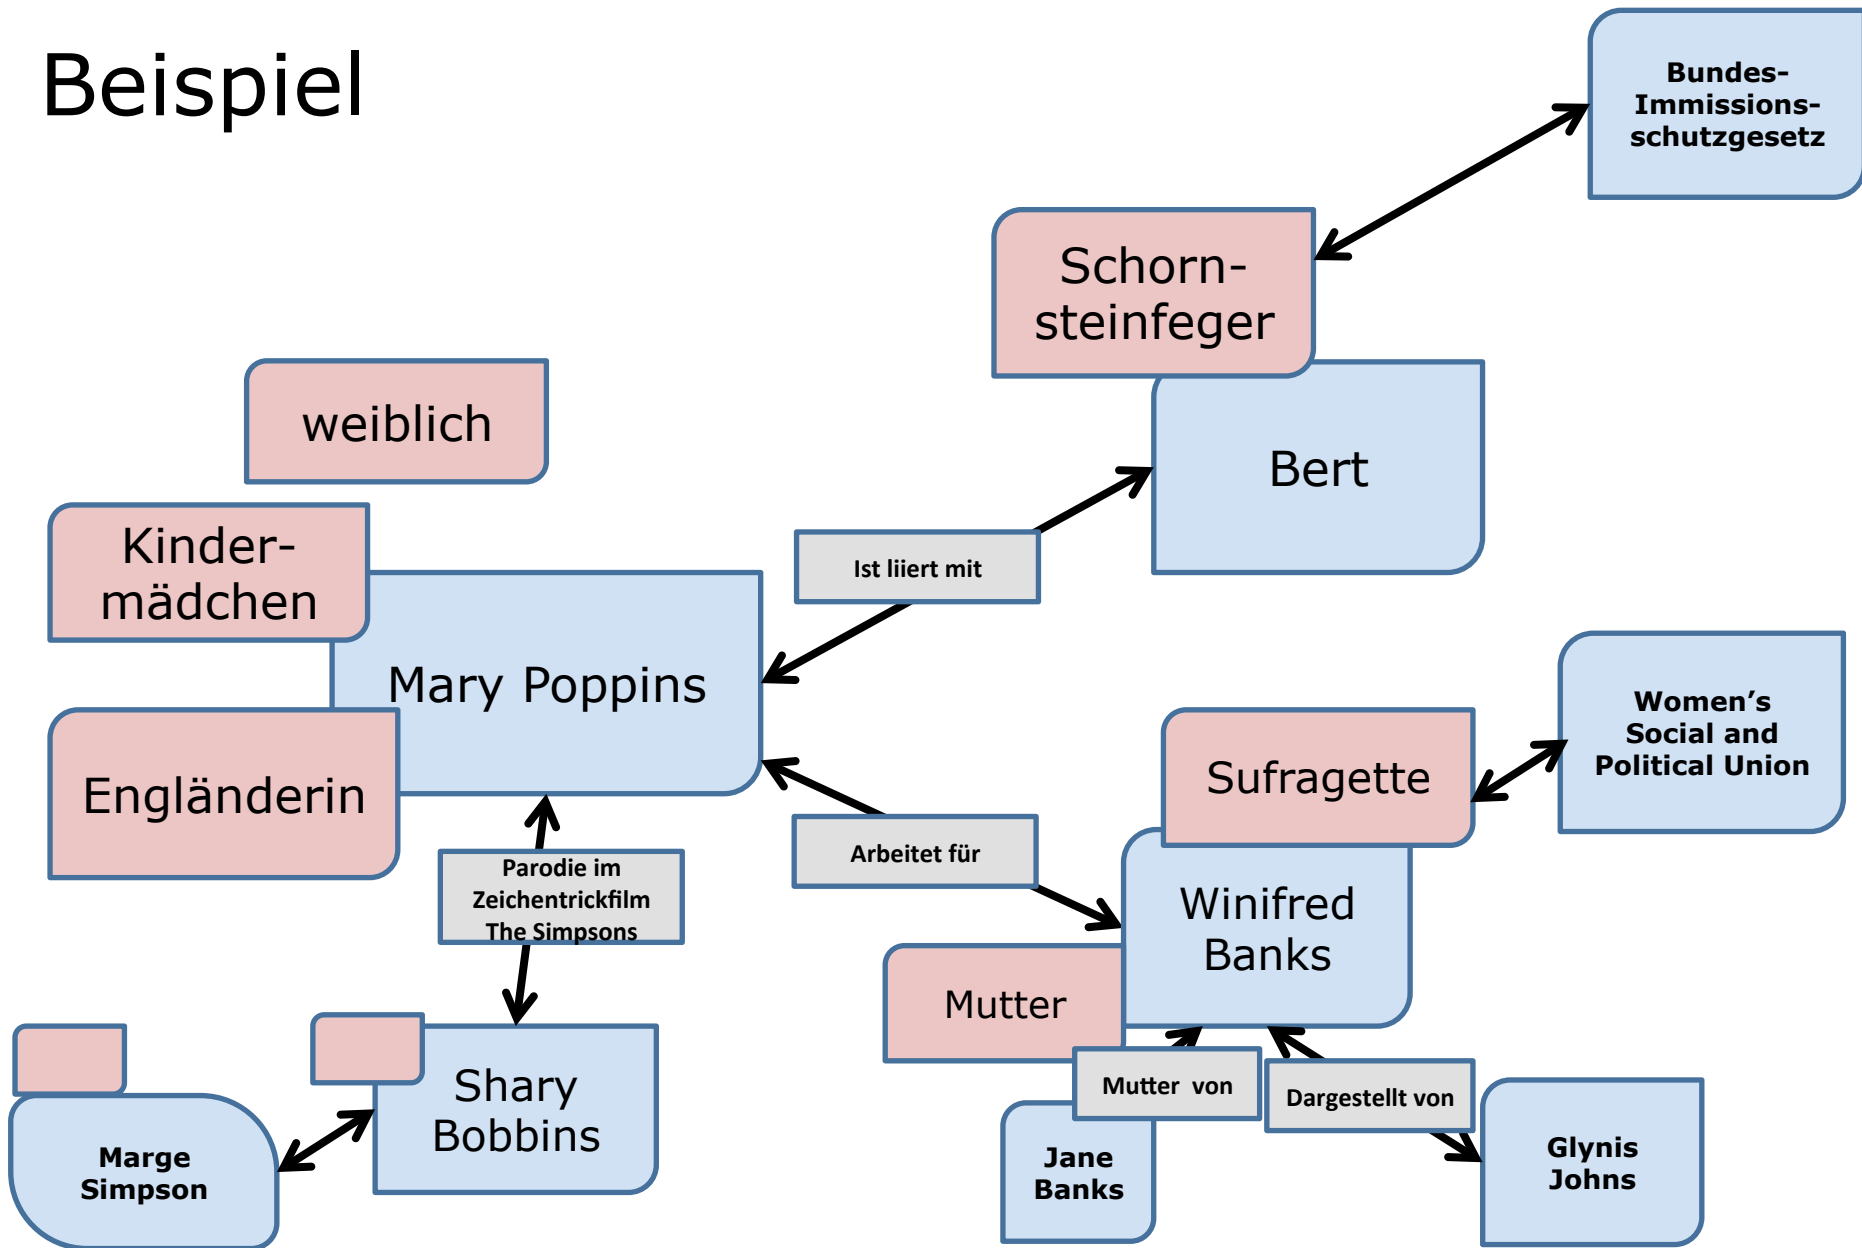 Beispiel
Bundes-
Immissions-
schutzgesetz
Schorn-
steinfeger
weiblich
Bert
Kinder-
mädchen
Ist liiert mit
Mary Poppins
Women’s
Social and
Political Union
Sufragette
Engländerin
Arbeitet für
Parodie im
Zeichentrickfilm
The Simpsons
Winifred
Banks
Mutter
Mutter von
Dargestellt von
Shary
Bobbins
Marge
Simpson
Jane
Banks
Glynis
Johns